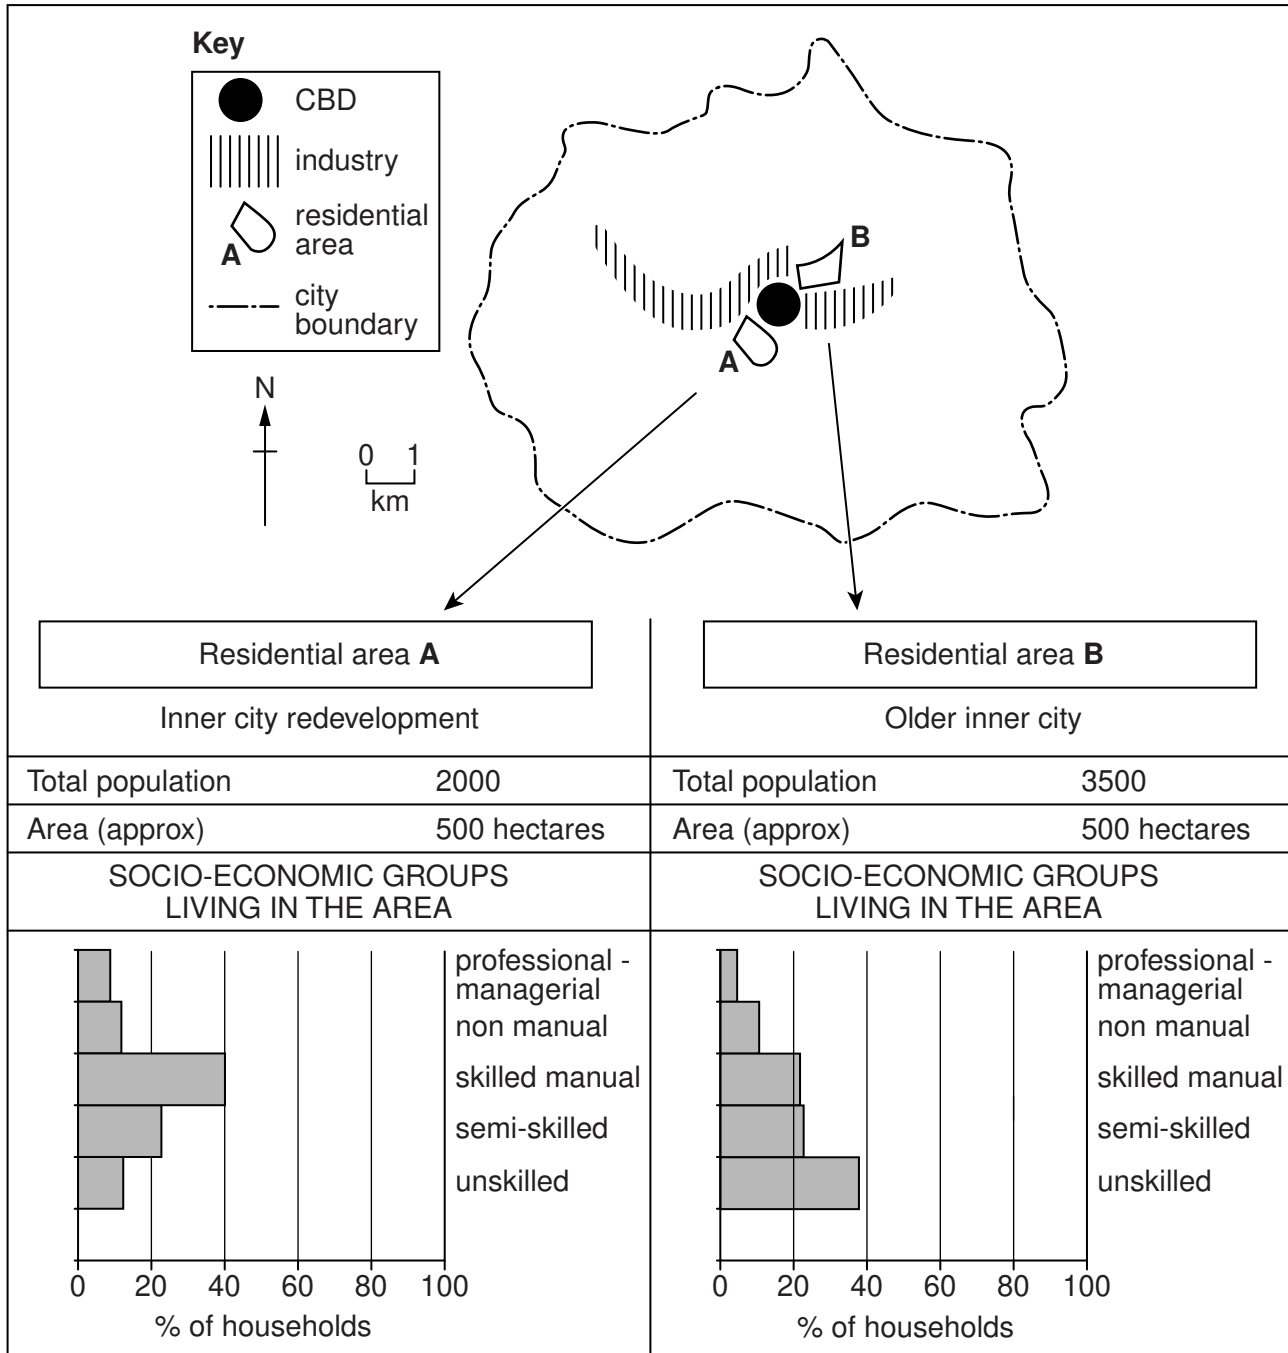 Key
CBD
industry
residential
area
A
city
boundary
N
0 1
km
B
A
Residential area A
Inner city redevelopment
Total population 2000
Area (approx) 500 hectares
SOCIO-ECONOMIC GROUPS
LIVING IN THE AREA
professional -
managerial
non manual
skilled manual
semi-skilled
unskilled
0 20 40 60 80 100
% of households
Residential area B
Older inner city
Total population 3500
Area (approx) 500 hectares
SOCIO-ECONOMIC GROUPS
LIVING IN THE AREA
professional -
managerial
non manual
skilled manual
semi-skilled
unskilled
0 20 40 60 80 100
% of households